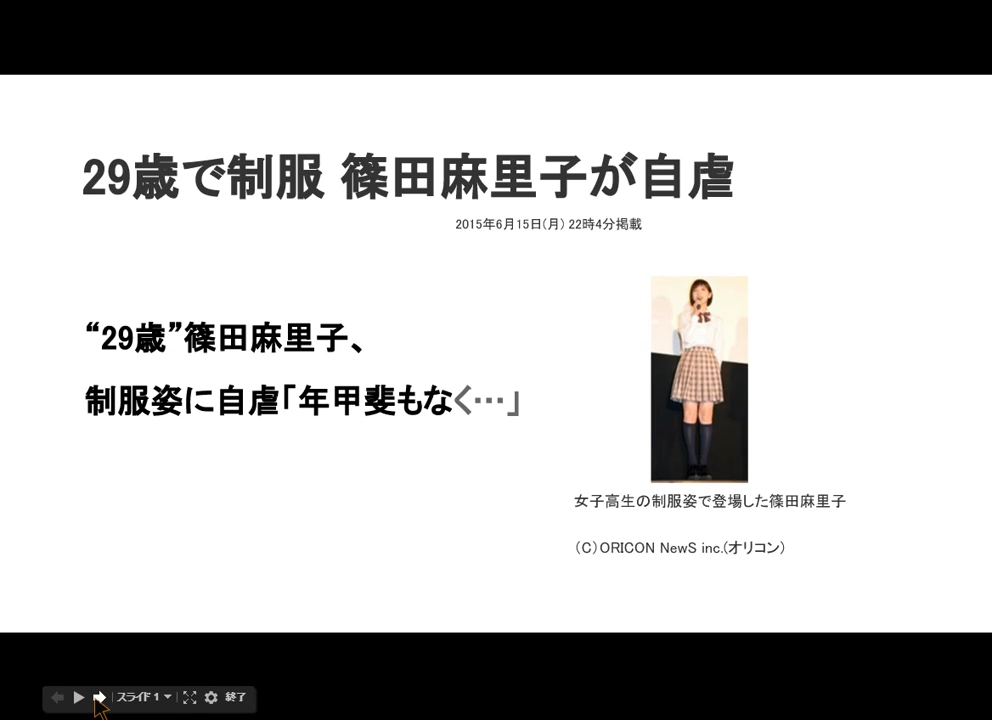 29歳で制服 篠田麻里子が自虐
2015年6月15日(月) 22時4分掲載
“29歳”篠田麻里子、
制服姿に自虐「年甲斐もなく…」
女子高生の制服姿で登場した篠田麻里子
（C）ORICON NewS inc.(オリコン)
スライド 1
終了